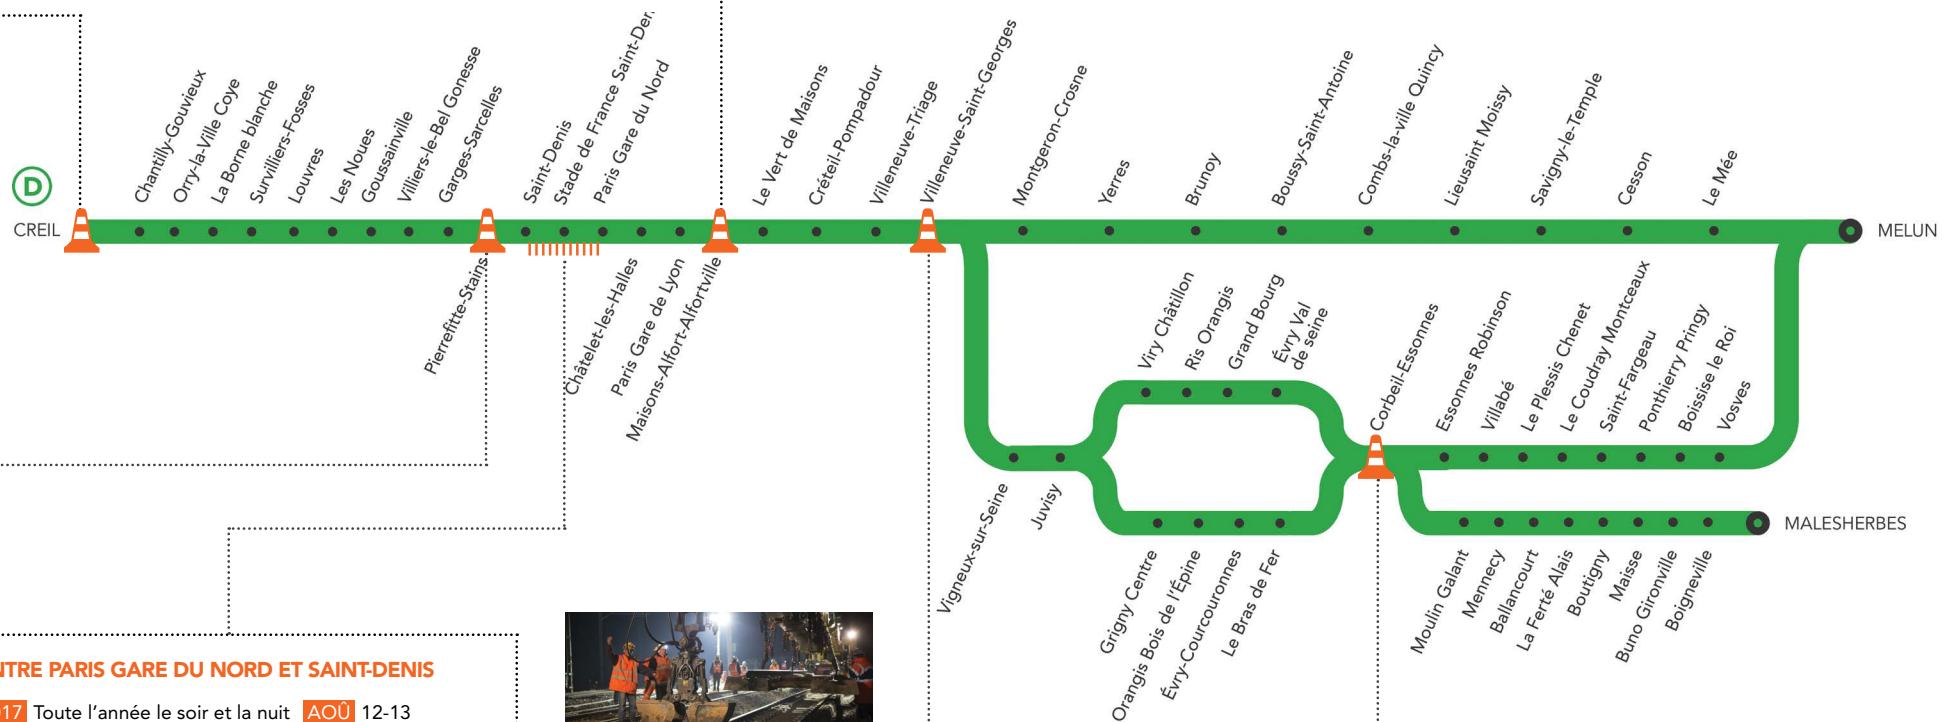 D
CREIL
Chantilly-Gouvieux
Orry-la-Ville Coye
La Borne blanche
Survilliers-Fosses
Louvres
Les Noues
Goussainville
Villiers-le-Bel Gonesse
Garges-Sarcelles
Pierrefitte-Stains
Saint-Denis
Stade de France Saint-Den
Paris Gare du Nord
Châtelet-les-Halles
Paris Gare de Lyon
Maisons-Alfort-Alfortville
Le Vert de Maisons
Créteil-Pompadour
Villeneuve-Triage
Villeneuve-Saint-Georges
Montgeron-Crosne
Yerres
Brunoy
Boussy-Saint-Antoine
Combs-la-ville Quincy
Lieusaint Moissy
Savigny-le-Temple
Cesson
Le Mée
MELUN
Vigneux-sur-Seine
Juvisy
Viry Châtillon
Ris Orangis
Grand Bourg
Évry Val
de seine
Grigny Centre
Orangis Bois de l'Épine
Évry-Courcouronnes
Le Bras de Fer
Corbeil-Essonnes
Essonnes Robinson
Villabé
Le Plessis Chenet
Le Coudray Montceaux
Saint-Fargeau
Ponthierry Pringy
Boissise le Roi
Vosves
Moulin Galant
Mennecy
Ballancourt
La Ferté Alais
Boutigny
Maisse
Buno Gironville
Boigneville
MALESHERBES
NTRE PARIS GARE DU NORD ET SAINT-DENIS
017 Toute l'année le soir et la nuit AOÛ 12-13